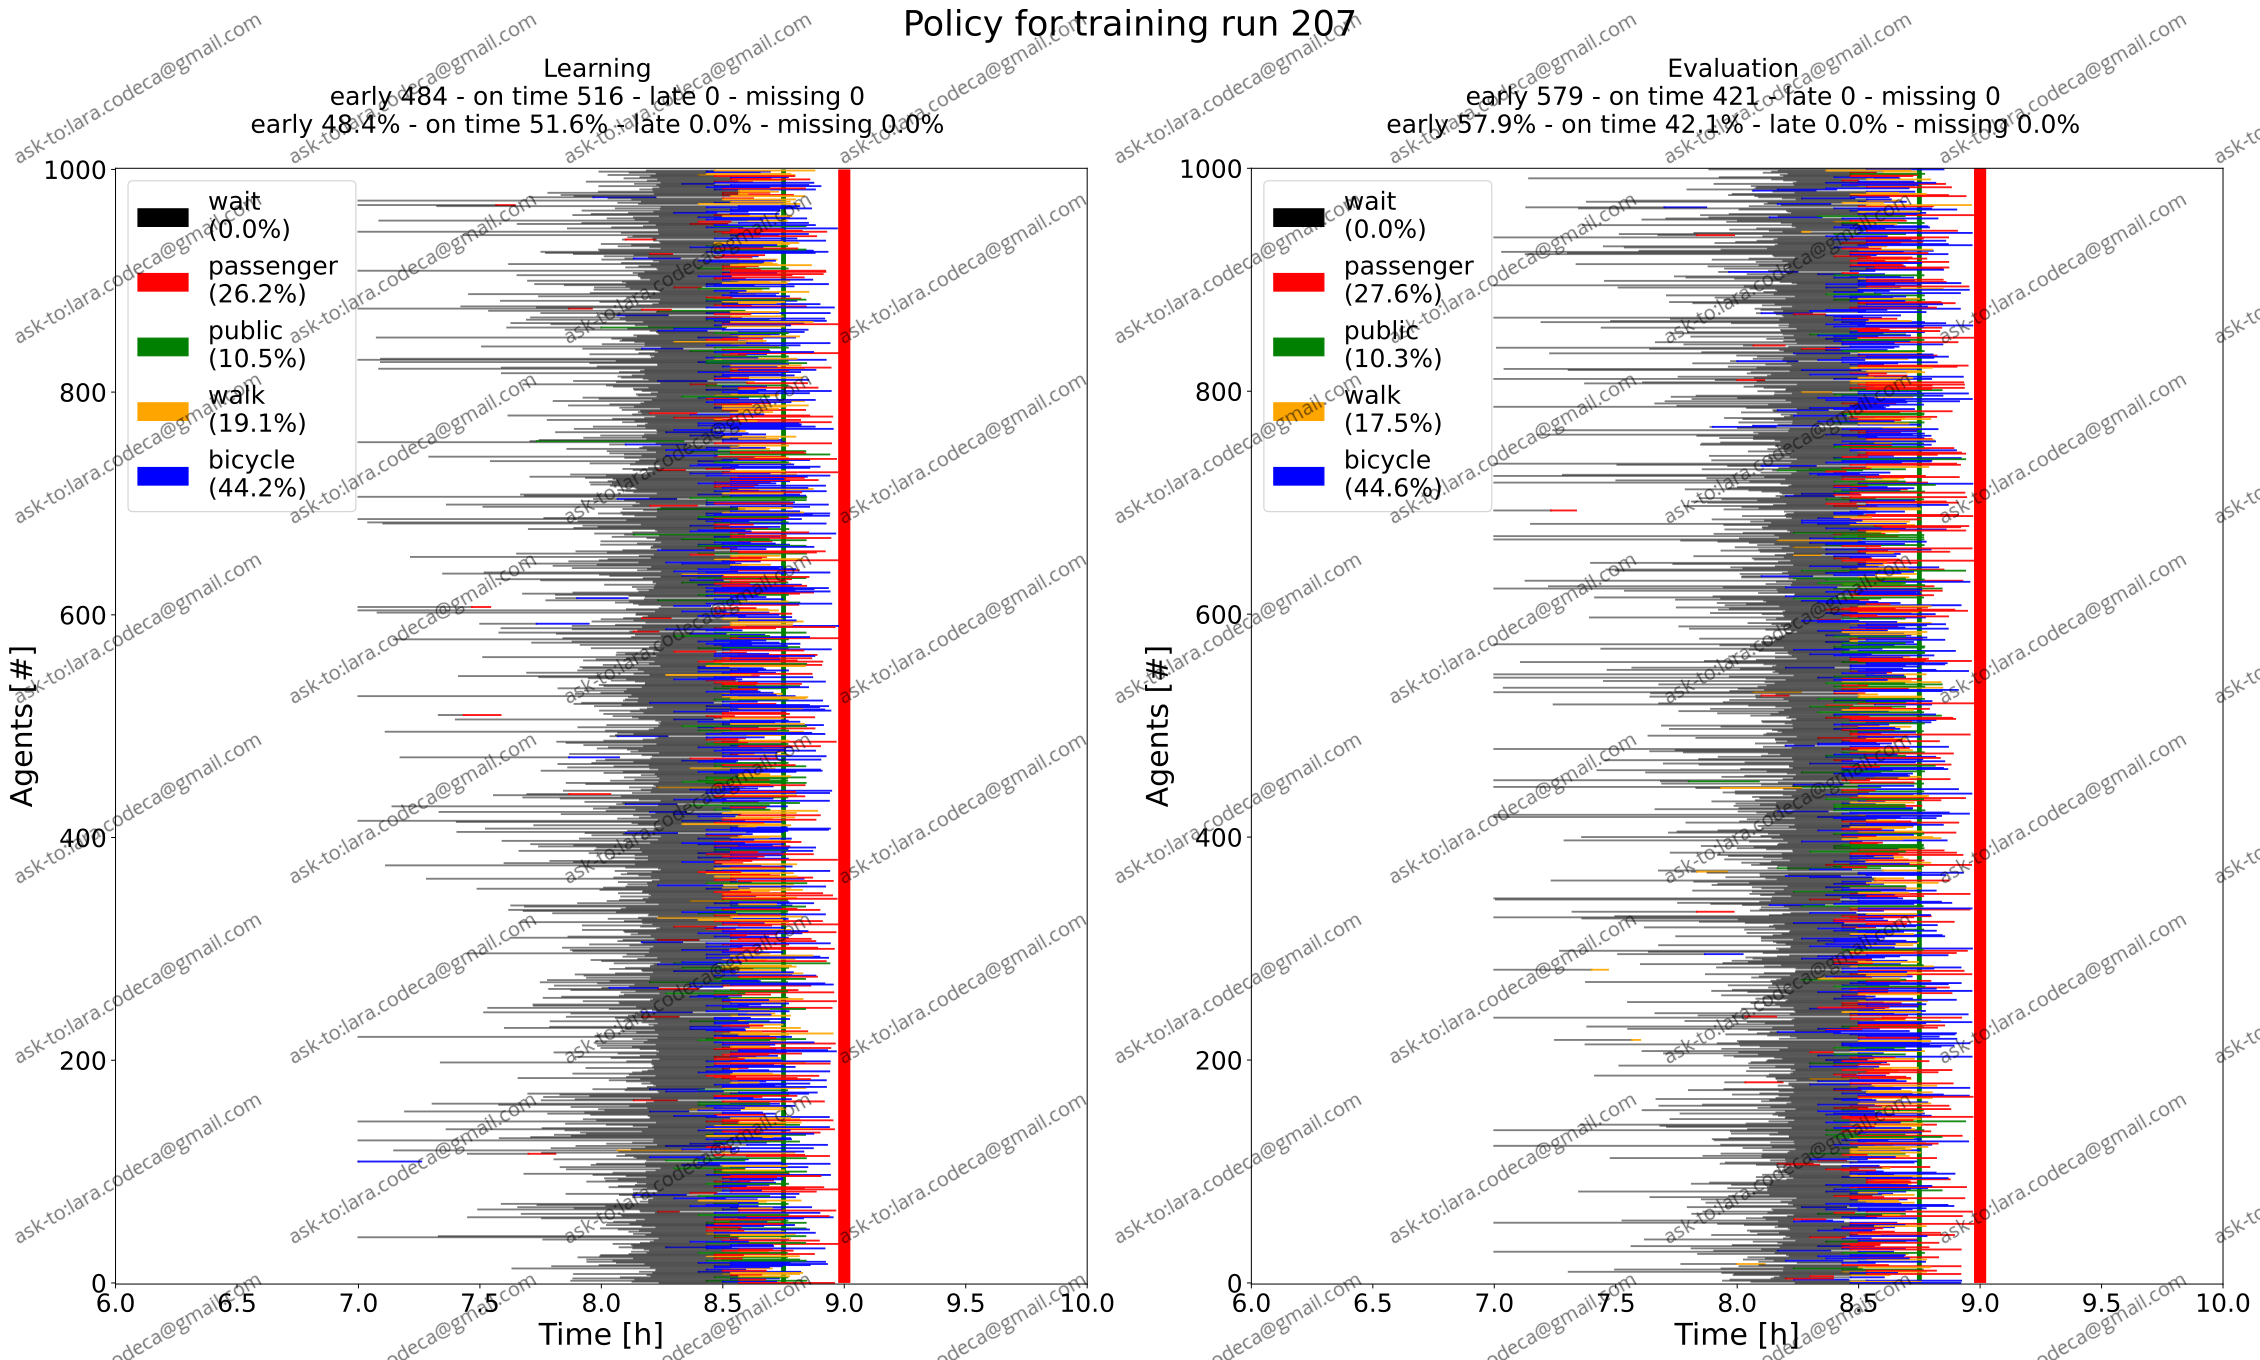 Policy for training run 207
Learning
early 484 - on time 516 - late 0 - missing 0
early 48.4% - on time 51.6% - late 0.0% - missing 0.0%
Agents [#]
1000
800
600
400
200
0
wait
(0.0%)
passenger
(26.2%)
public
(10.5%)
walk
(19.1%)
bicycle
(44.2%)
6.0 6.5 7.0 7.5 8.0 8.5 9.0 9.5 10.0
Time [h]
Evaluation
early 579 - on time 421 - late 0 - missing 0
early 57.9% - on time 42.1% - late 0.0% - missing 0.0%
Agents [#]
1000
800
600
400
200
0
wait
(0.0%)
passenger
(27.6%)
public
(10.3%)
walk
(17.5%)
bicycle
(44.6%)
6.0 6.5 7.0 7.5 8.0 8.5 9.0 9.5 10.0
Time [h]
ask-to:lara.codeca@gmail.com